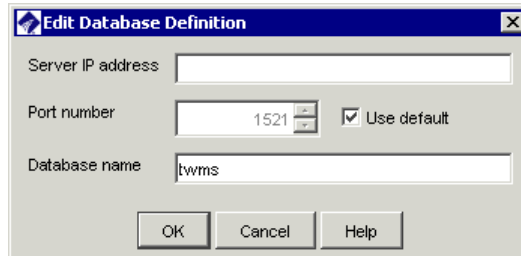 Edit Database Definition
Server IP address
Port number 1521 Use default
Database name twms
OK Cancel Help